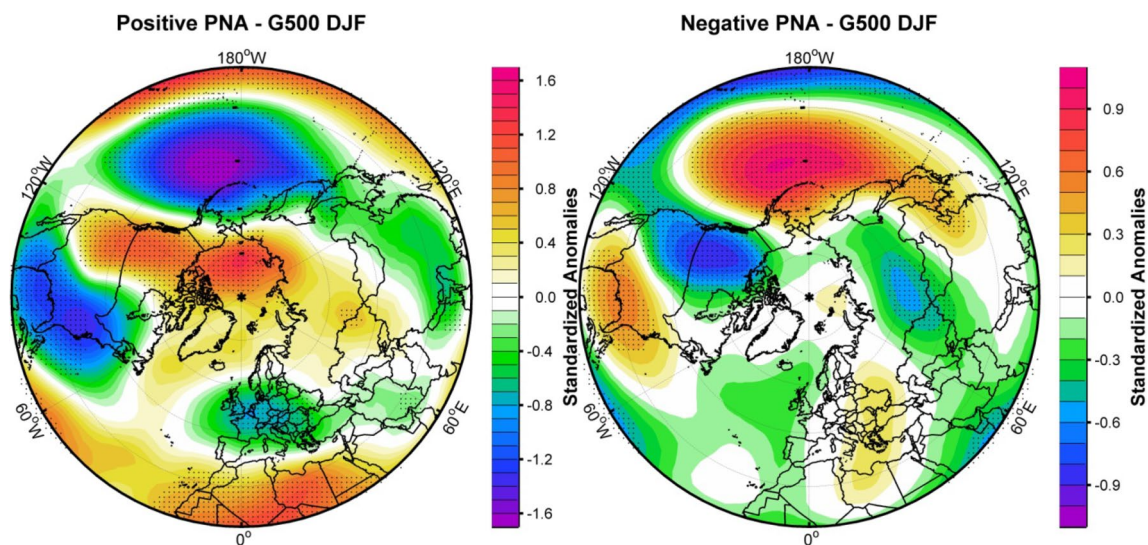 Positive PNA - G500 DJF
180°W
120°W
120°E
60°W
60°E
0°
1.6
1.2
0.8
0.4
0.0
-0.4
-0.8
-1.2
-1.6
Standardized Anomalies
Negative PNA - G500 DJF
180°W
120°W
120°E
60°W
60°E
0°
0.9
0.6
0.3
0.0
-0.3
-0.6
-0.9
Standardized Anomalies